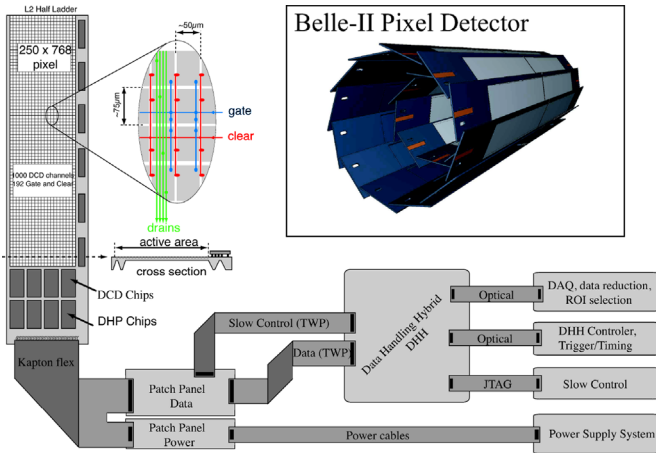 L2 Half Ladder
250 x 768
pixel
~50μm
~75μm
gate
clear
1000 DCD channels
192 Gate and Clear
drains
active area
cross section
DCD Chips
DHP Chips
Kapton flex
Belle-II Pixel Detector
Slow Control (TWP)
Data (TWP)
Patch Panel
Data
Patch Panel
Power
Data Handling Hybrid
DHH
Optical
Optical
JTAG
Power cables
DAQ, data reduction,
ROI selection
DHH Controler,
Trigger/Timing
Slow Control
Power Supply System